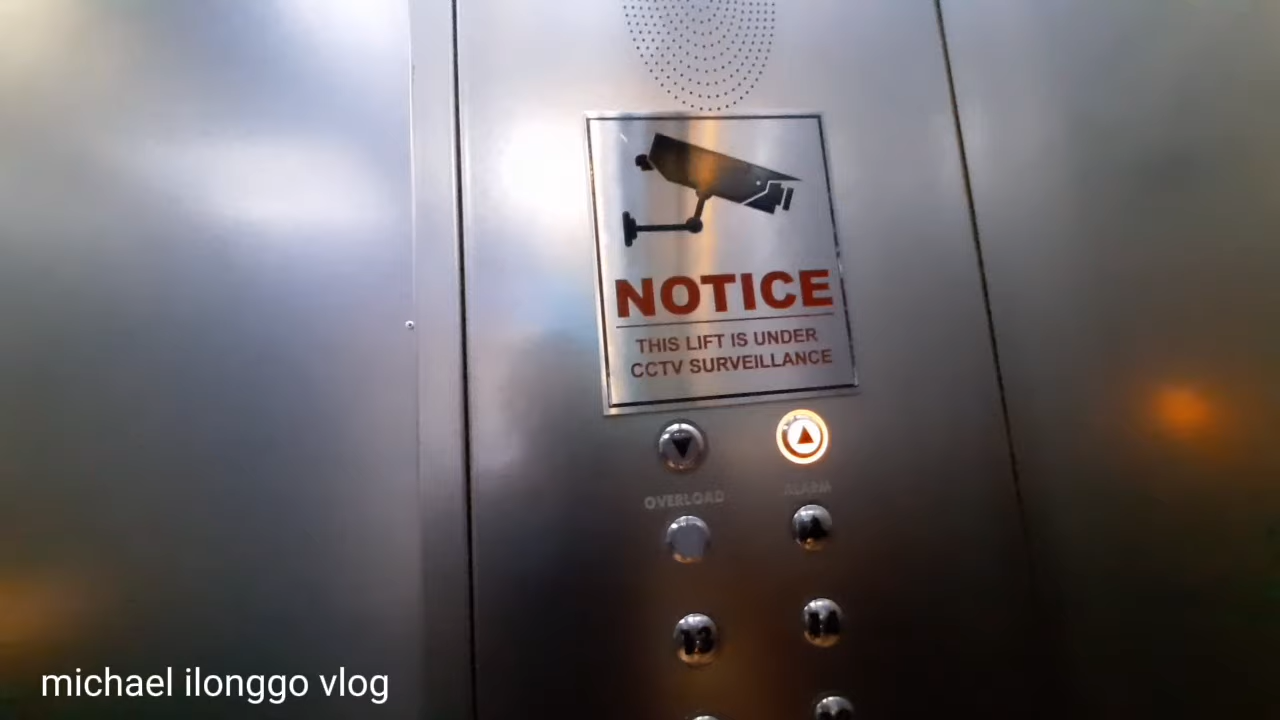 NOTICE
THIS LIFT IS UNDER
CCTV SURVEILLANCE
OVERLOAD
ALARM
13
14
michael ilonggo vlog